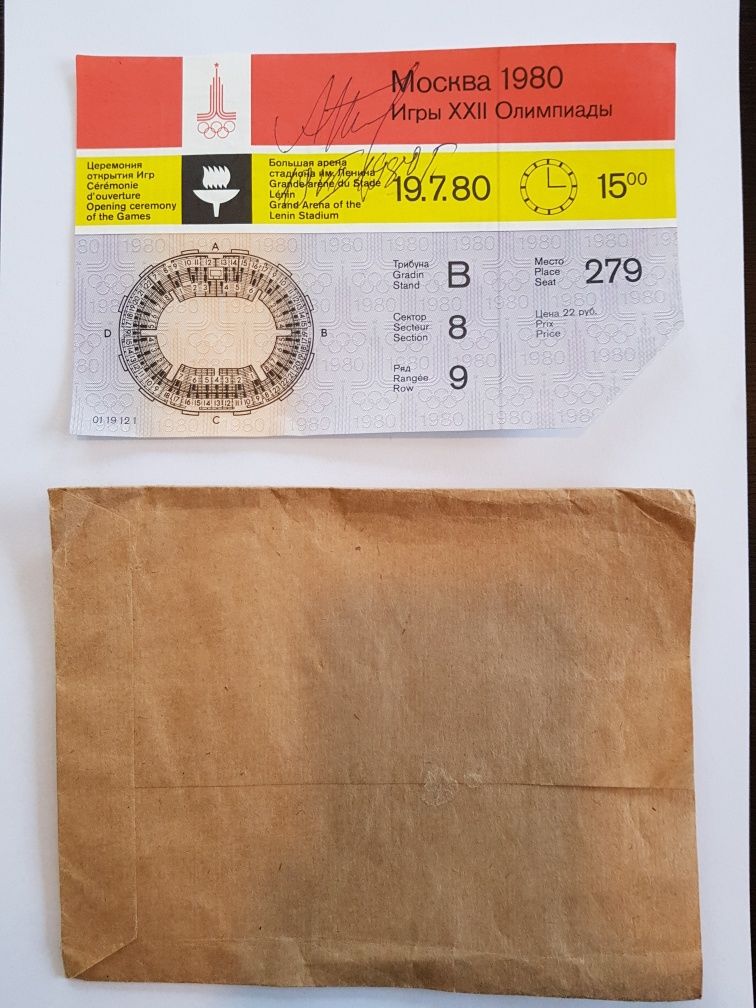 Москва 1980
Игры XXII Олимпиады
Церемония
открытия Игр
Cérémonie
d'ouverture
Opening ceremony
of the Games
Большая арена
стадиона им. Ленина
Grande arène du Stade
Lénin
Grand Arena of the
Lenin Stadium
19.7.80
15⁰⁰
A
B
C
D
01 19 12 1
Трибуна
Gradin
Stand
B
Сектор
Secteur
Section
8
Ряд
Rangée
Row
9
Место
Place
Seat
279
Цена 22 руб.
Prix
Price